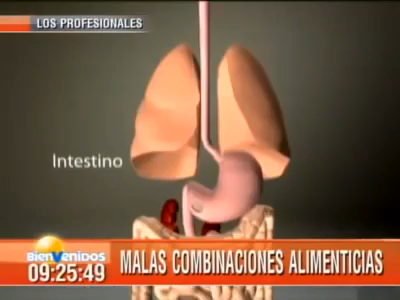 LOS PROFESIONALES
Intestino
BIENVENIDOS
09:25:49
MALAS COMBINACIONES ALIMENTICIAS